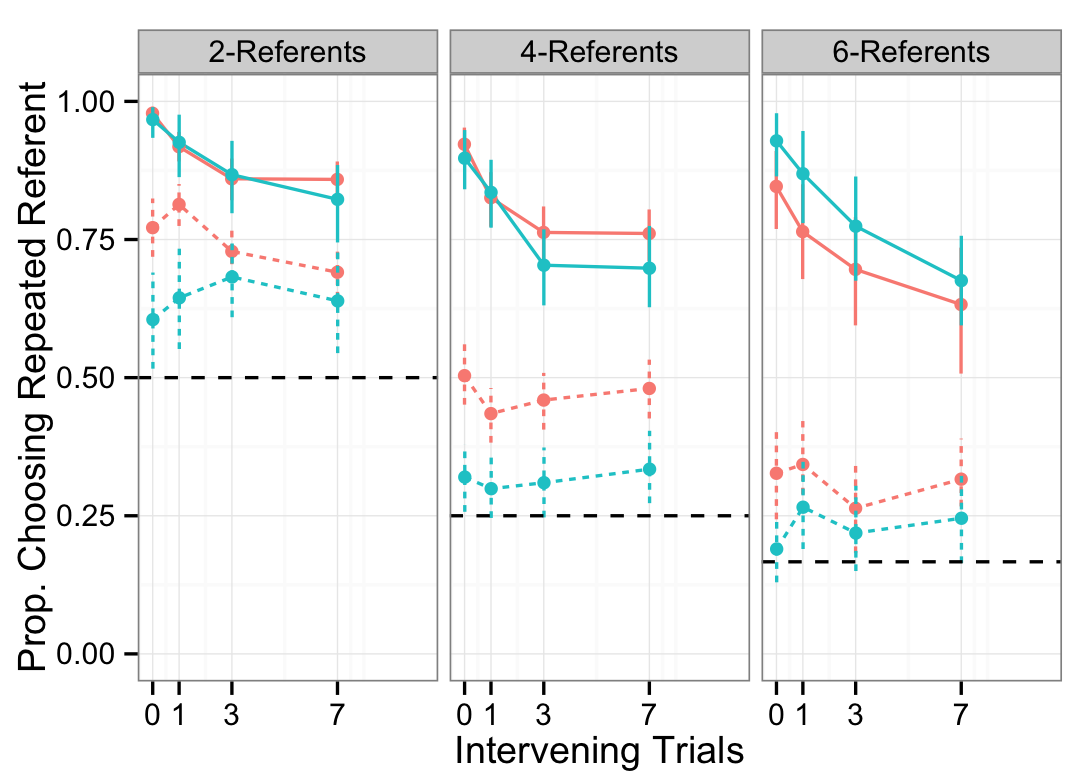 2-Referents 4-Referents 6-Referents
Prop. Choosing Repeated Referent
1.00
0.75
0.50
0.25
0.00
0 1 3 7 0 1 3 7 0 1 3 7
Intervening Trials